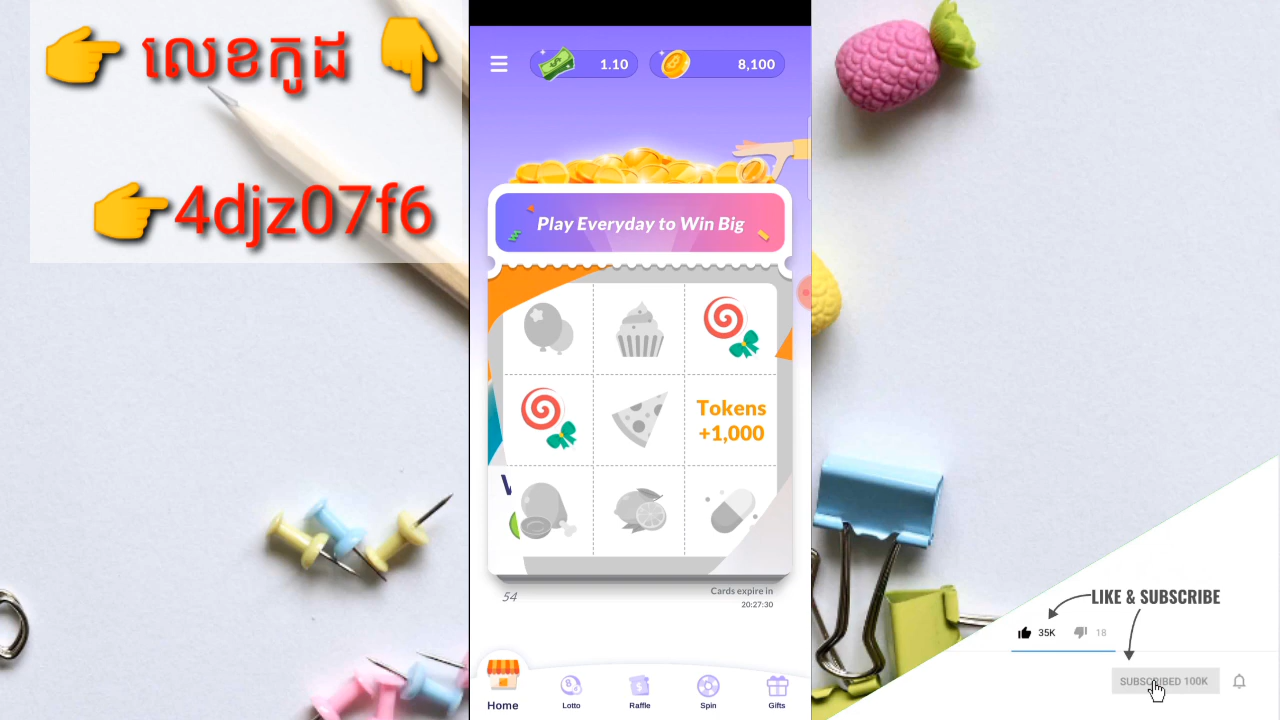 លេខកូដ
4djz07f6
1.10
8,100
Play Everyday to Win Big
Tokens
+1,000
54
Cards expire in
20:27:30
Home
Lotto
Raffle
Spin
Gifts
LIKE & SUBSCRIBE
35K
18
SUBSCRIBED 100K